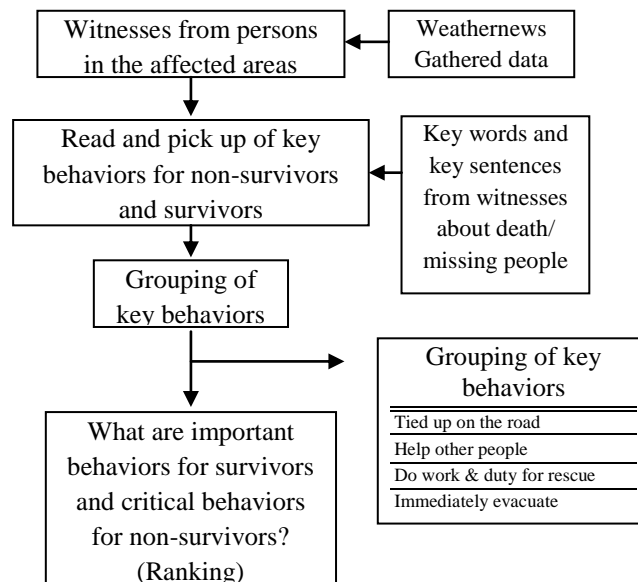 Witnesses from persons
in the affected areas
Weathernews
Gathered data
Read and pick up of key
behaviors for non-survivors
and survivors
Key words and
key sentences
from witnesses
about death/
missing people
Grouping of
key behaviors
Grouping of key
behaviors
Tied up on the road
Help other people
Do work & duty for rescue
Immediately evacuate
What are important
behaviors for survivors
and critical behaviors
for non-survivors?
(Ranking)